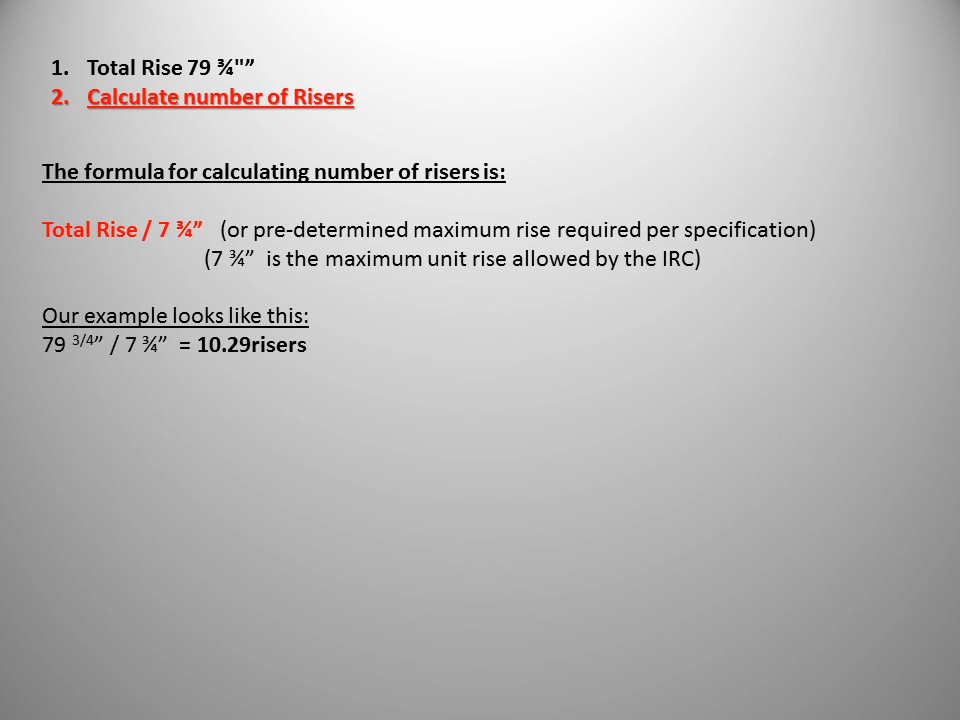 1. Total Rise 79 ¾"”
2. Calculate number of Risers
The formula for calculating number of risers is:
Total Rise / 7 ¾” (or pre-determined maximum rise required per specification)
(7 ¾” is the maximum unit rise allowed by the IRC)
Our example looks like this:
79 3/4” / 7 ¾” = 10.29risers